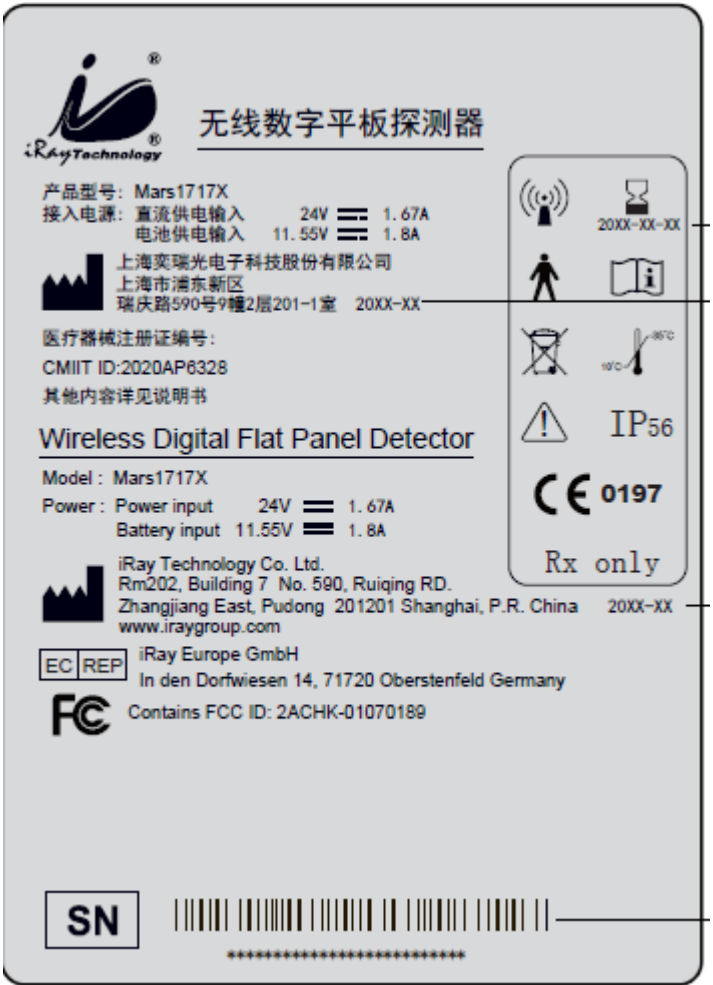 ®
®
iRayTechnology
无线数字平板探测器
产品型号：Mars1717X
接入电源：直流供电输入 24V 1.67A
电池供电输入 11.55V 1.8A
上海奕瑞光电子科技股份有限公司
上海市浦东新区
瑞庆路590号9幢2层201-1室 20XX-XX
医疗器械注册证编号：
CMIIT ID:2020AP6328
其他内容详见说明书
20XX-XX-XX
i
10°C
IP56
CE 0197
Rx only
Wireless Digital Flat Panel Detector
Model : Mars1717X
Power : Power input 24V 1.67A
Battery input 11.55V 1.8A
iRay Technology Co. Ltd.
Rm202, Building 7 No. 590, Ruiqing RD.
Zhangjiang East, Pudong 201201 Shanghai, P.R. China 20XX-XX
www.iraygroup.com
EC REP
iRay Europe GmbH
In den Dorfwiesen 14, 71720 Oberstenfeld Germany
FC Contains FCC ID: 2ACHK-01070189
SN
**************************